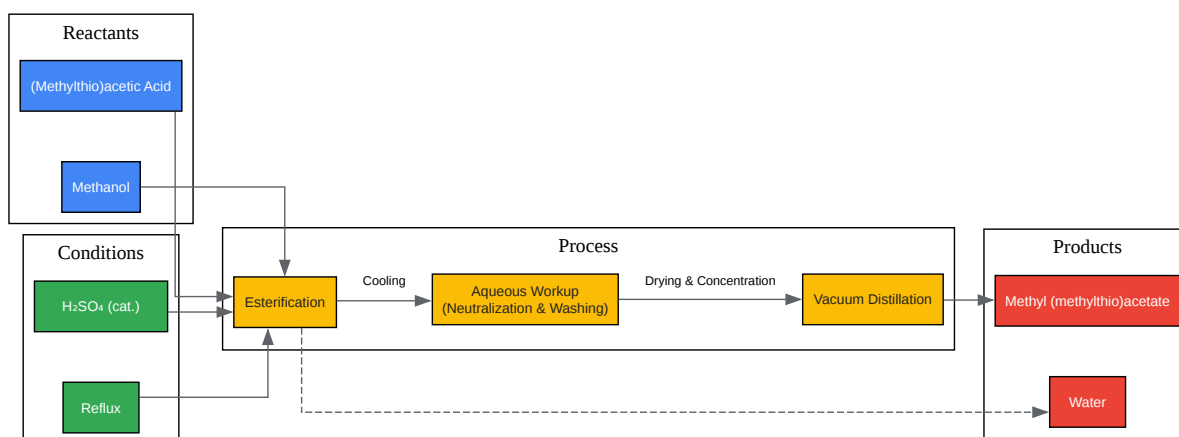 Reactants
(Methylthio)acetic Acid
Methanol
Conditions
H₂SO₄ (cat.)
Reflux
Process
Esterification
Cooling
Aqueous Workup
(Neutralization & Washing)
Drying & Concentration
Vacuum Distillation
Products
Methyl (methylthio)acetate
Water